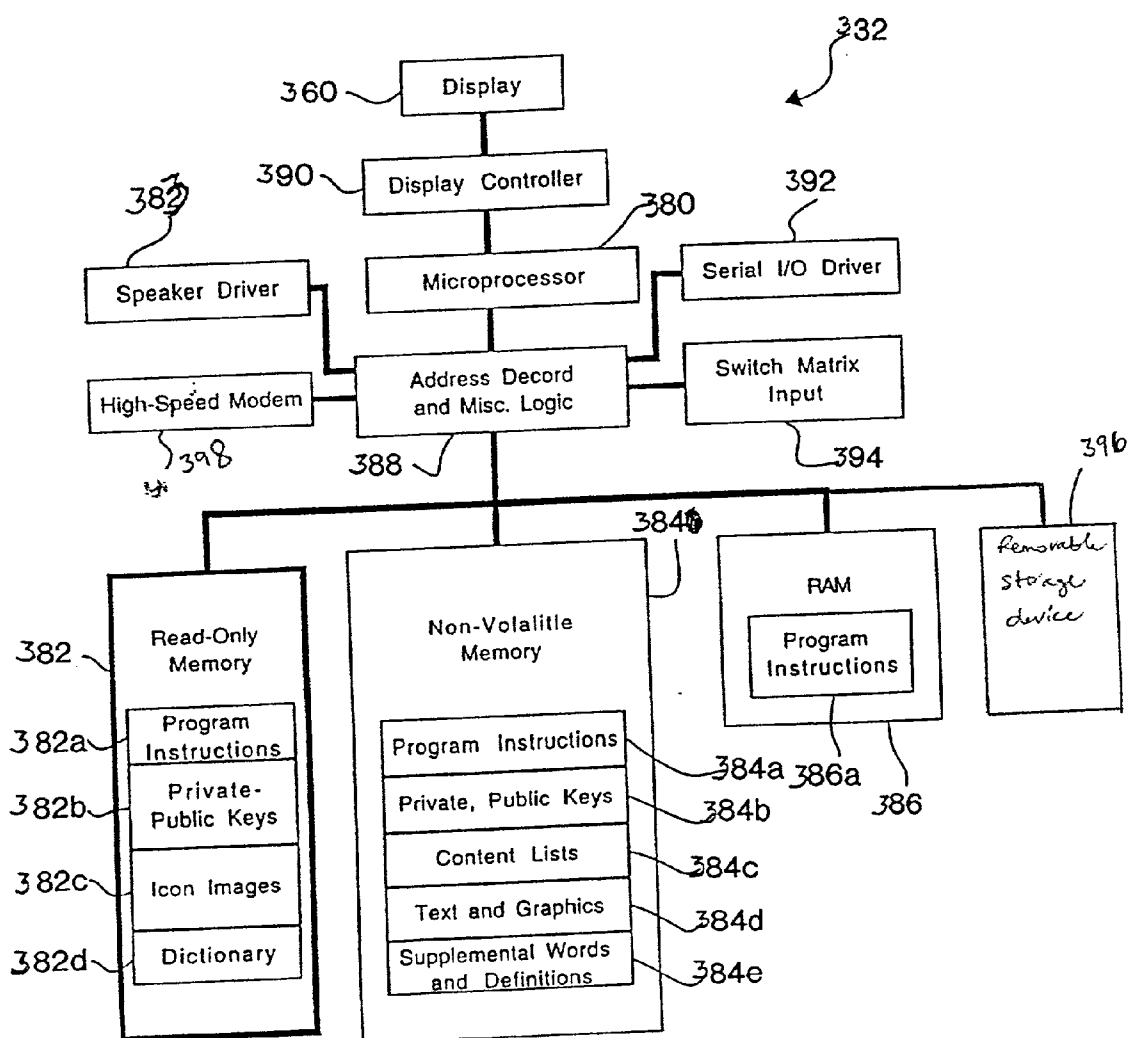 332
360
Display
390
Display Controller
392
3823
380
Speaker Driver
Microprocessor
Serial I/O Driver
High-Speed Modem
Address Decord
and Misc. Logic
Switch Matrix
Input
398
388
394
396
384
Removable
storage
device
RAM
Program
Instructions
386a
386
382
Read-Only
Memory
Non-Volalitle
Memory
382a
Program
Instructions
382b
Private-
Public Keys
382c
Icon Images
382d
Dictionary
Program Instructions
384a
Private, Public Keys
384b
Content Lists
384c
Text and Graphics
384d
Supplemental Words
and Definitions
384e